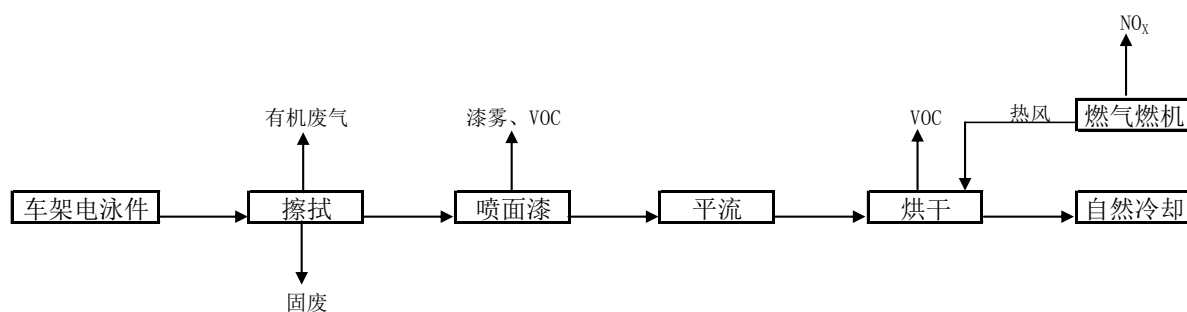 NOX
有机废气
漆雾、VOC
VOC
热风
燃气燃机
车架电泳件
擦拭
喷面漆
平流
烘干
自然冷却
固废